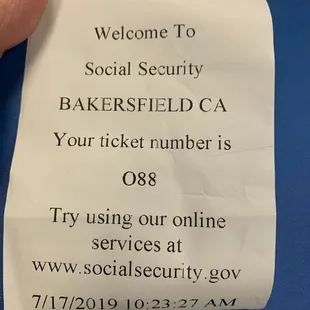 Welcome To
Social Security
BAKERSFIELD CA
Your ticket number is
O88
Try using our online
services at
www.socialsecurity.gov
7/17/2019 10:23:27 AM